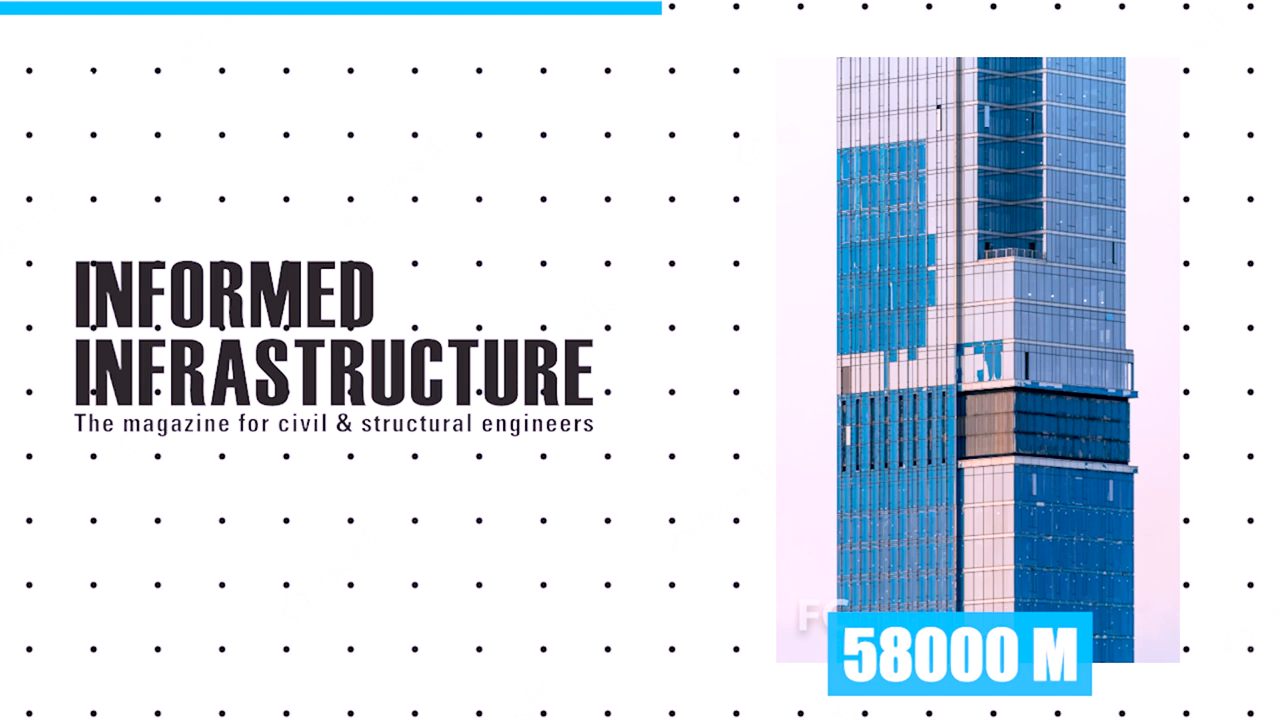 INFORMED
INFRASTRUCTURE
The magazine for civil & structural engineers
58000 M